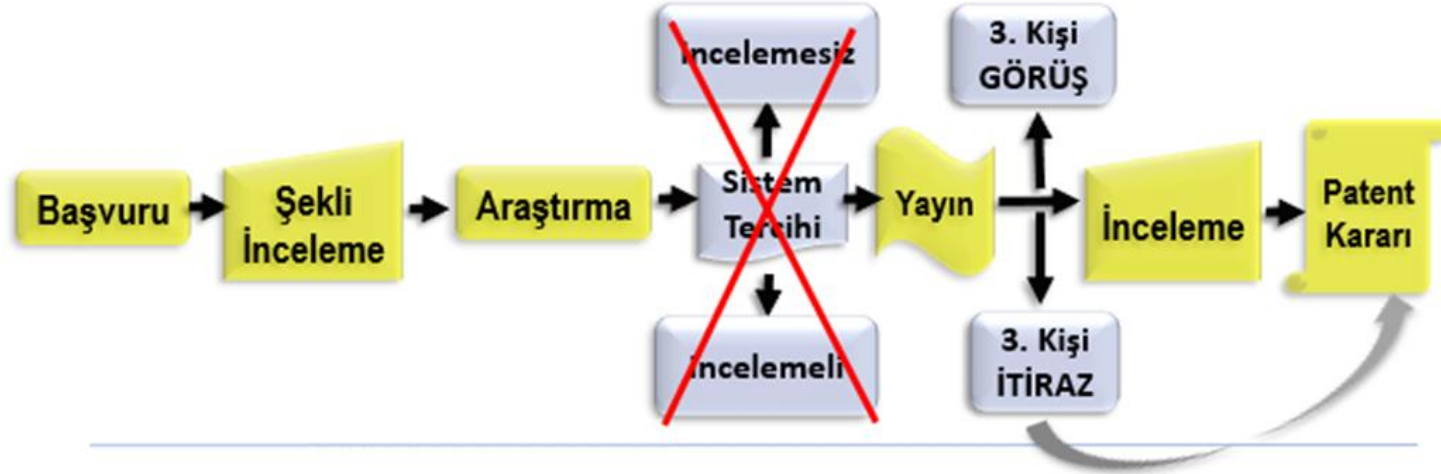 Başvuru
Şekli
İnceleme
Araştırma
İncelemesiz
Sistem
Tercihi
İncelemeli
Yayın
3. Kişi
GÖRÜŞ
3. Kişi
İTİRAZ
İnceleme
Patent
Kararı